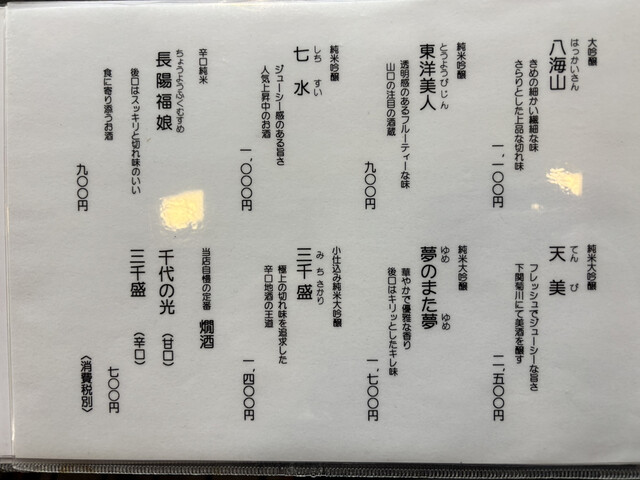 大吟醸
八海山
はっかいさん
きめの細かい繊細な味
さらりとした上品な切れ味
一、一〇〇円
純米吟醸
東洋美人
とうようびじん
透明感のあるフルーティーな味
山口の注目の酒蔵
九〇〇円
純米吟醸
七水
しちすい
ジューシー感のある旨さ
人気上昇中のお酒
一、〇〇〇円
辛口純米
長陽福娘
ちょうようふくむすめ
後口はスッキリと切れ味のいい
食に寄り添うお酒
九〇〇円
純米大吟醸
天美
てんび
フレッシュでジューシーな旨さ
下関菊川にて美酒を醸す
二、五〇〇円
純米大吟醸
夢のまた夢
ゆめ ゆめ
華やかで優雅な香り
後口はキリッとしたキレ味
一、七〇〇円
小仕込み純米大吟醸
三千盛
みちさかり
極上の切れ味を追求した
辛口地酒の王道
一、四〇〇円
当店自慢の定番 燗酒
千代の光 （甘口）
三千盛 （辛口）
七〇〇円
〈消費税別〉